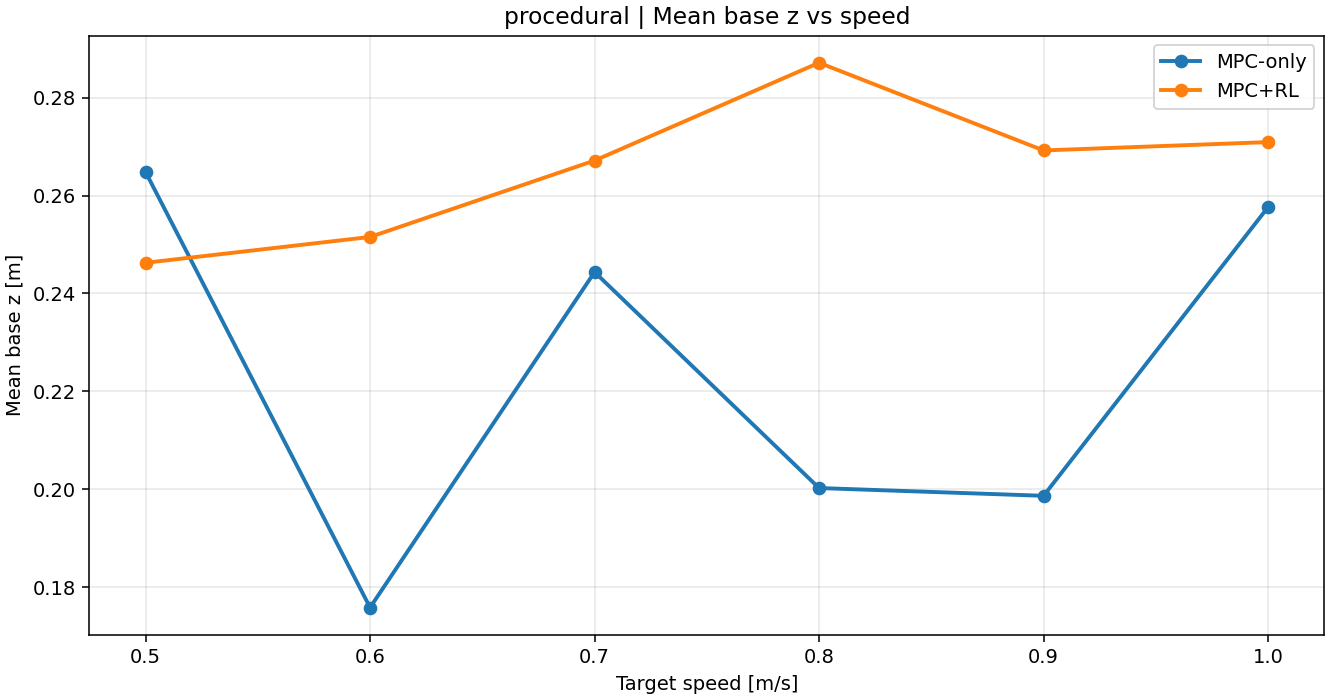 procedural | Mean base z vs speed
MPC-only
MPC+RL
Mean base z [m]
0.28
0.26
0.24
0.22
0.20
0.18
0.5 0.6 0.7 0.8 0.9 1.0
Target speed [m/s]